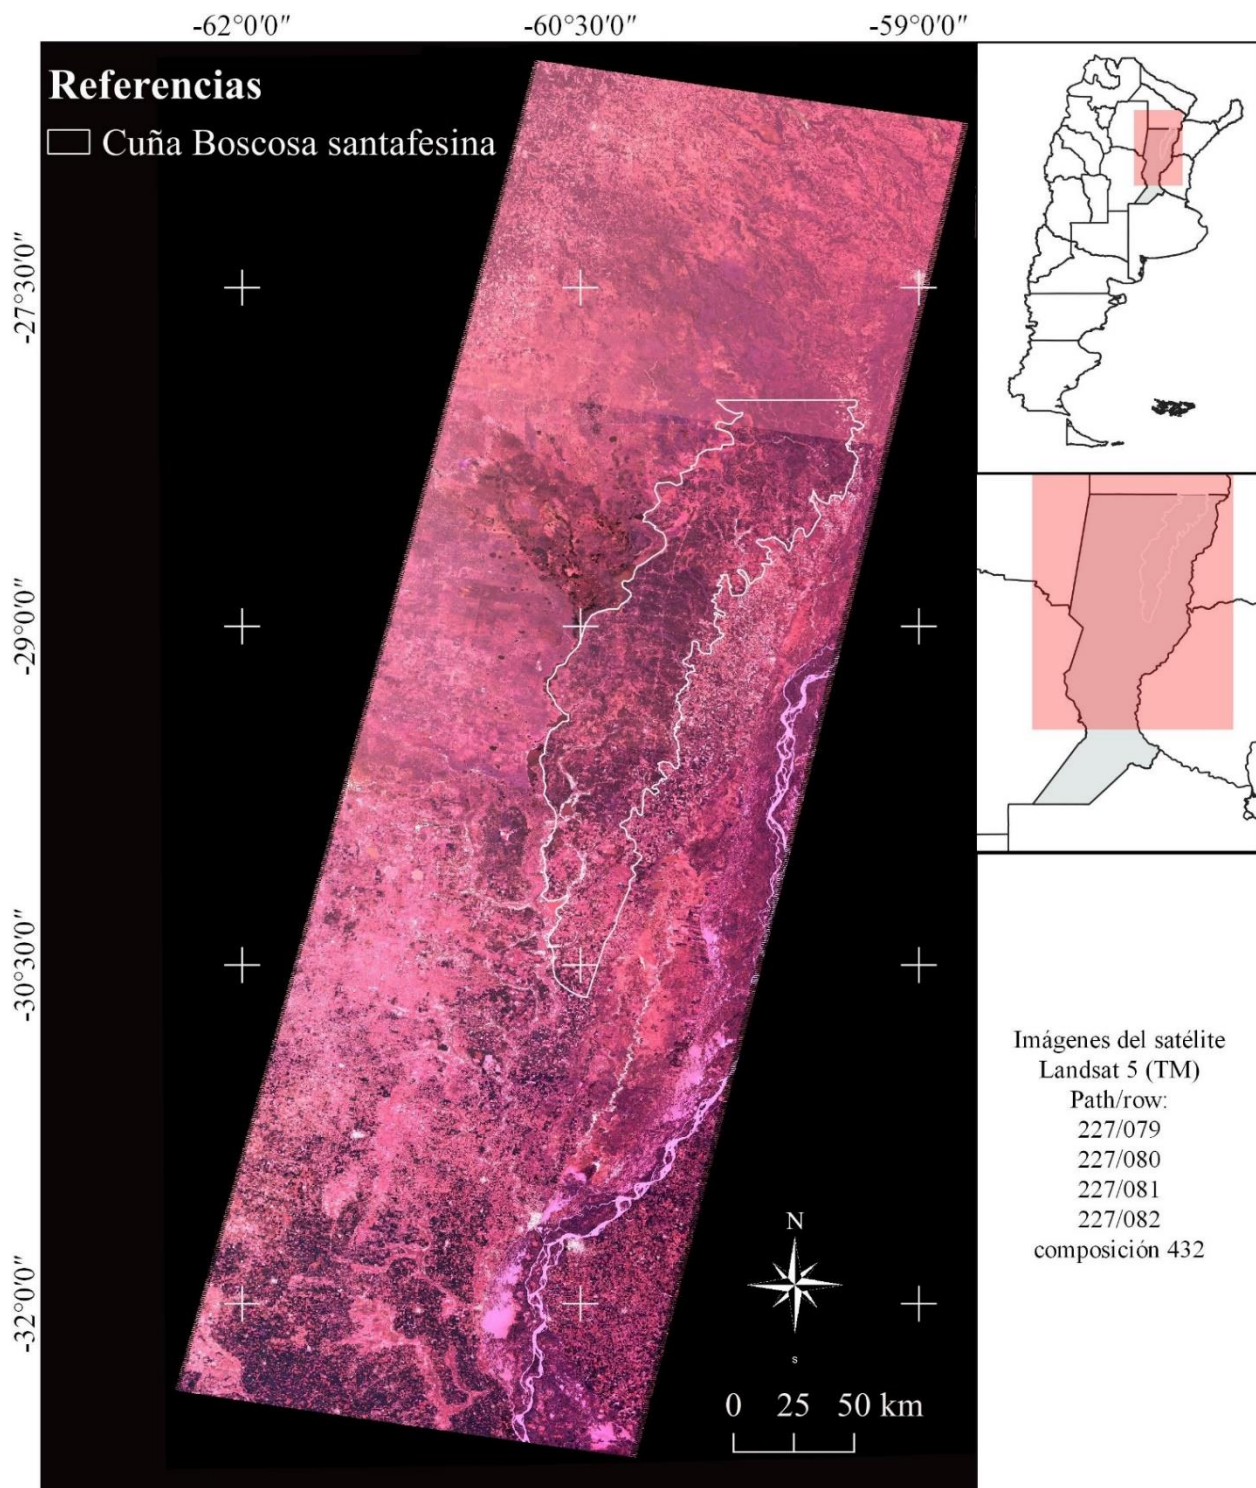 -62°0'0"
-60°30'0"
-59°0'0"
Referencias
Cuña Boscosa santafesina
-27°30'0"
-29°0'0"
-30°30'0"
-32°0'0"
N
s
0 25 50 km
Imágenes del satélite
Landsat 5 (TM)
Path/row:
227/079
227/080
227/081
227/082
composición 432